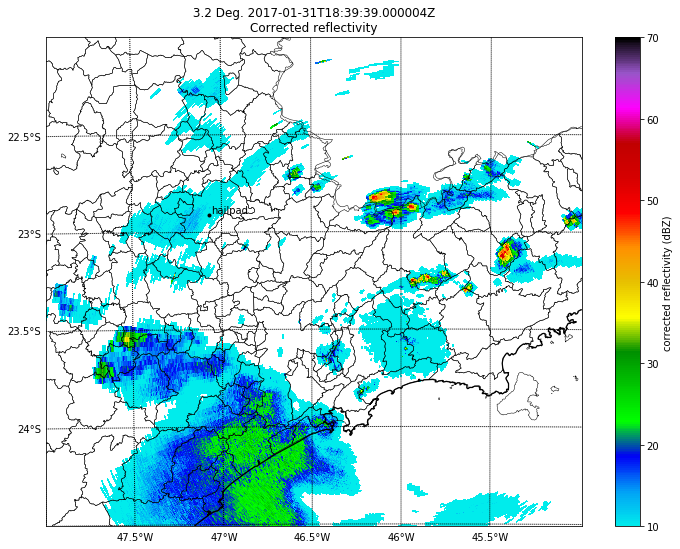 3.2 Deg. 2017-01-31T18:39:39.000004Z
Corrected reflectivity
22.5°S
23°S
23.5°S
24°S
47.5°W
47°W
46.5°W
46°W
45.5°W
hailpad
70
60
50
40
30
20
10
corrected reflectivity (dBZ)